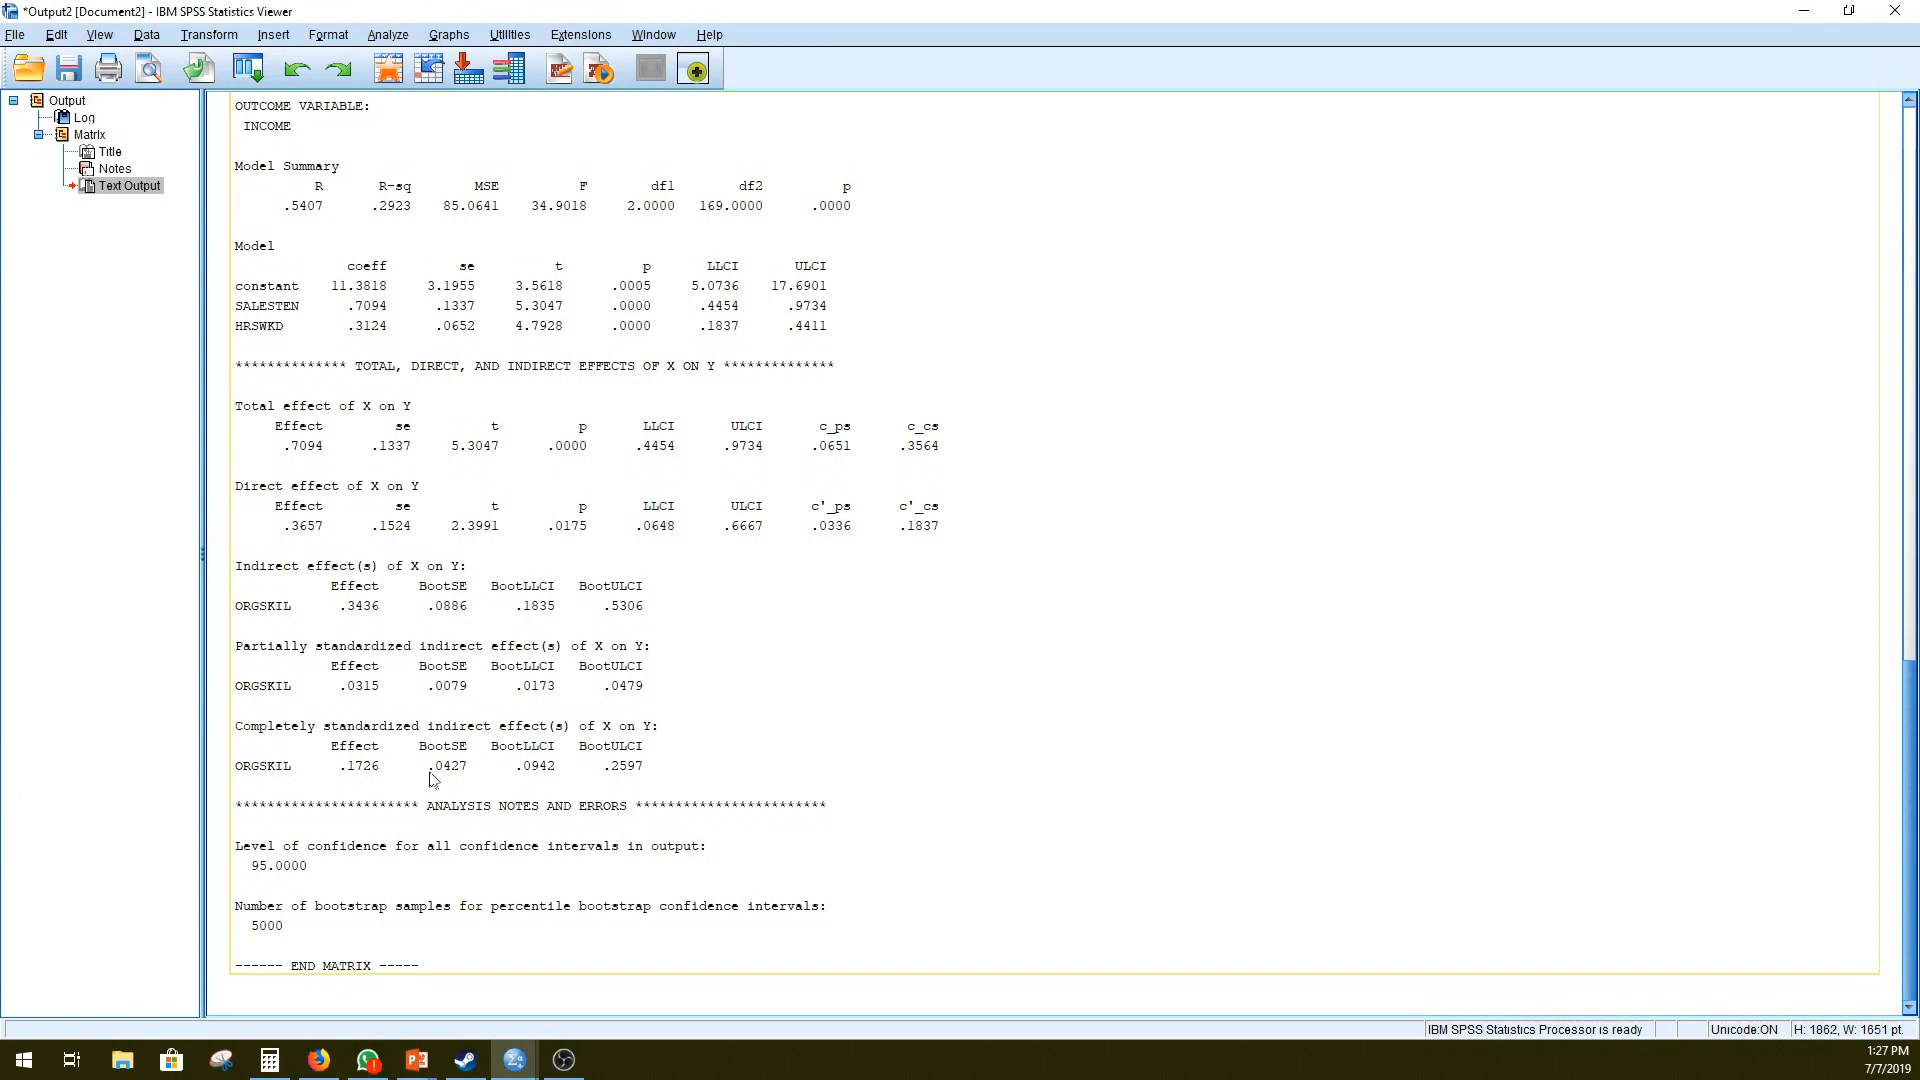 *Output2 [Document2] - IBM SPSS Statistics Viewer
File Edit View Data Transform Insert Format Analyze Graphs Utilities Extensions Window Help
Output
Log
Matrix
Title
Notes
Text Output
OUTCOME VARIABLE:
INCOME
Model Summary
R R-sq MSE F df1 df2 p
.5407 .2923 85.0641 34.9018 2.0000 169.0000 .0000
Model
coeff se t p LLCI ULCI
constant 11.3818 3.1955 3.5618 .0005 5.0736 17.6901
SALESTEN .7094 .1337 5.3047 .0000 .4454 .9734
HRSWKD .3124 .0652 4.7928 .0000 .1837 .4411
************** TOTAL, DIRECT, AND INDIRECT EFFECTS OF X ON Y **************
Total effect of X on Y
Effect se t p LLCI ULCI c_ps c_cs
.7094 .1337 5.3047 .0000 .4454 .9734 .0651 .3564
Direct effect of X on Y
Effect se t p LLCI ULCI c'_ps c'_cs
.3657 .1524 2.3991 .0175 .0648 .6667 .0336 .1837
Indirect effect(s) of X on Y:
Effect BootSE BootLLCI BootULCI
ORGSKIL .3436 .0886 .1835 .5306
Partially standardized indirect effect(s) of X on Y:
Effect BootSE BootLLCI BootULCI
ORGSKIL .0315 .0079 .0173 .0479
Completely standardized indirect effect(s) of X on Y:
Effect BootSE BootLLCI BootULCI
ORGSKIL .1726 .0427 .0942 .2597
*********************** ANALYSIS NOTES AND ERRORS ************************
Level of confidence for all confidence intervals in output:
95.0000
Number of bootstrap samples for percentile bootstrap confidence intervals:
5000
------ END MATRIX -----
IBM SPSS Statistics Processor is ready Unicode:ON H: 1862, W: 1651 pt.
1:27 PM
7/7/2019